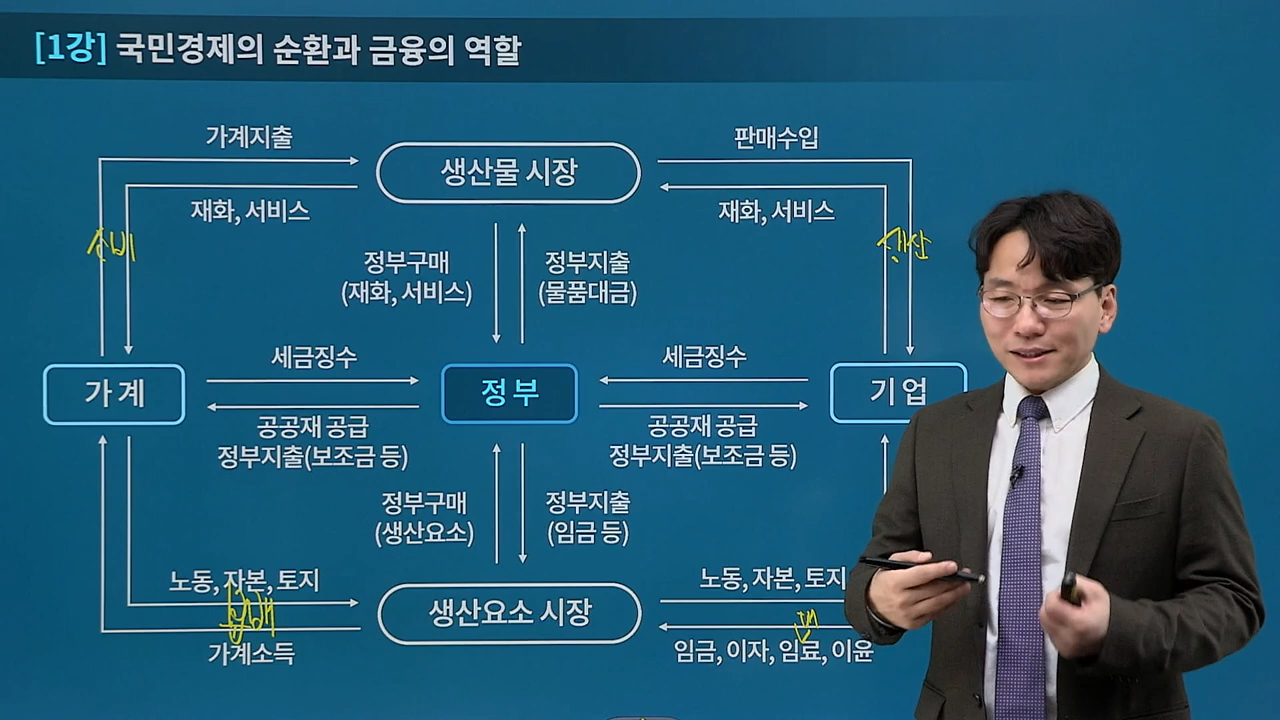 [1강] 국민경제의 순환과 금융의 역할
가계지출
판매수입
생산물 시장
재화, 서비스
재화, 서비스
소비
생산
정부구매
(재화, 서비스)
정부지출
(물품대금)
세금징수
세금징수
가계
정부
기업
공공재 공급
정부지출(보조금 등)
공공재 공급
정부지출(보조금 등)
정부구매
(생산요소)
정부지출
(임금 등)
노동, 자본, 토지
노동, 자본, 토지
분배
생산요소 시장
가계소득
임금, 이자, 임료, 이윤